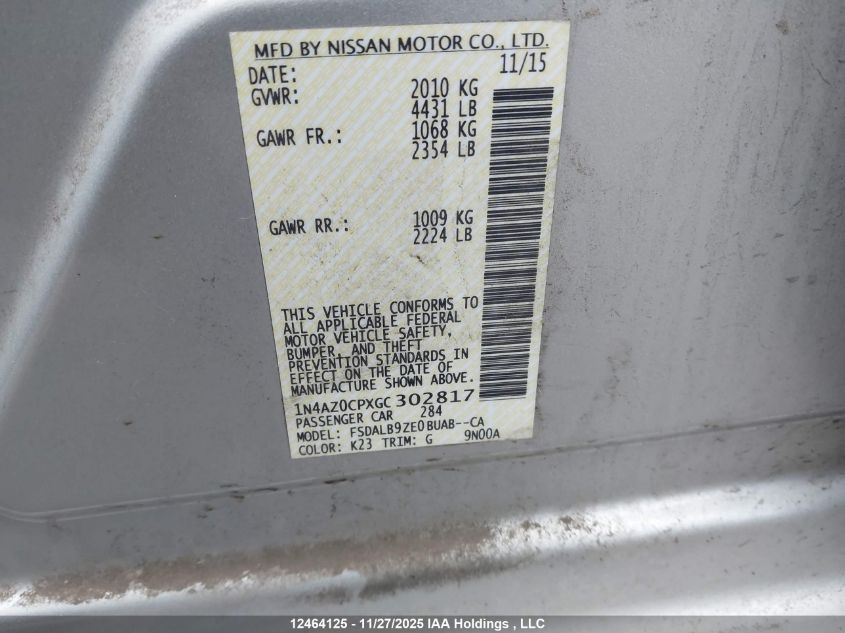 MFD BY NISSAN MOTOR CO., LTD.
DATE: 11/15
GVWR: 2010 KG
4431 LB
GAWR FR.: 1068 KG
2354 LB
GAWR RR.: 1009 KG
2224 LB
THIS VEHICLE CONFORMS TO
ALL APPLICABLE FEDERAL
MOTOR VEHICLE SAFETY,
BUMPER, AND THEFT
PREVENTION STANDARDS IN
EFFECT ON THE DATE OF
MANUFACTURE SHOWN ABOVE.
1N4AZ0CPXGC302817
PASSENGER CAR 284
MODEL: FSDALB9ZE0BUAB--CA
COLOR: K23 TRIM: G 9N00A
12464125 - 11/27/2025 IAA Holdings , LLC